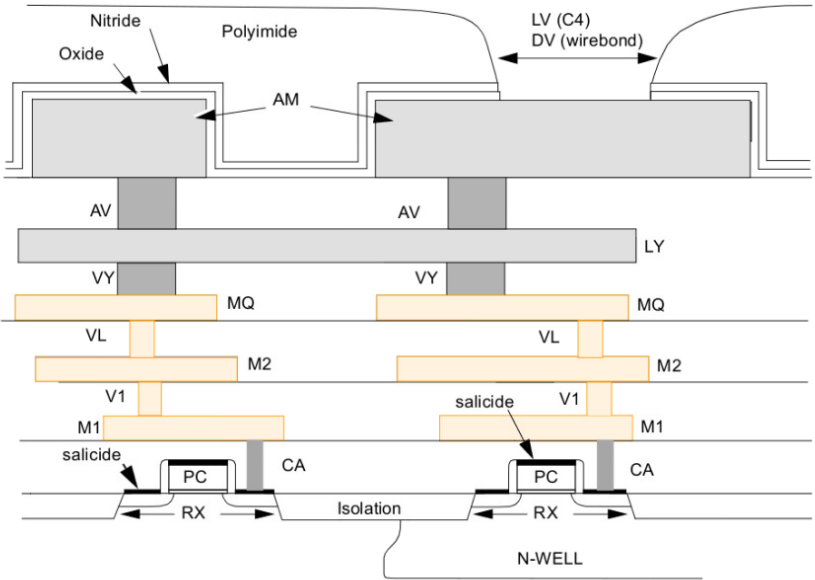 Nitride
Polyimide
LV (C4)
DV (wirebond)
Oxide
AM
AV
AV
LY
VY
VY
MQ
MQ
VL
VL
M2
M2
V1
V1
salicide
M1
M1
salicide
CA
CA
PC
PC
RX
Isolation
RX
N-WELL